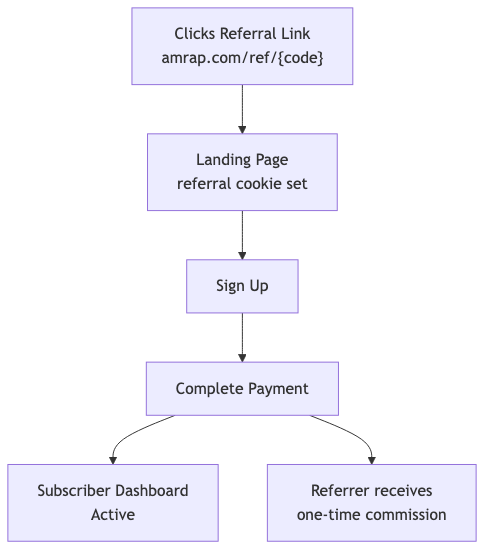 Clicks Referral Link
amrap.com/ref/{code}
Landing Page
referral cookie set
Sign Up
Complete Payment
Subscriber Dashboard
Active
Referrer receives
one-time commission